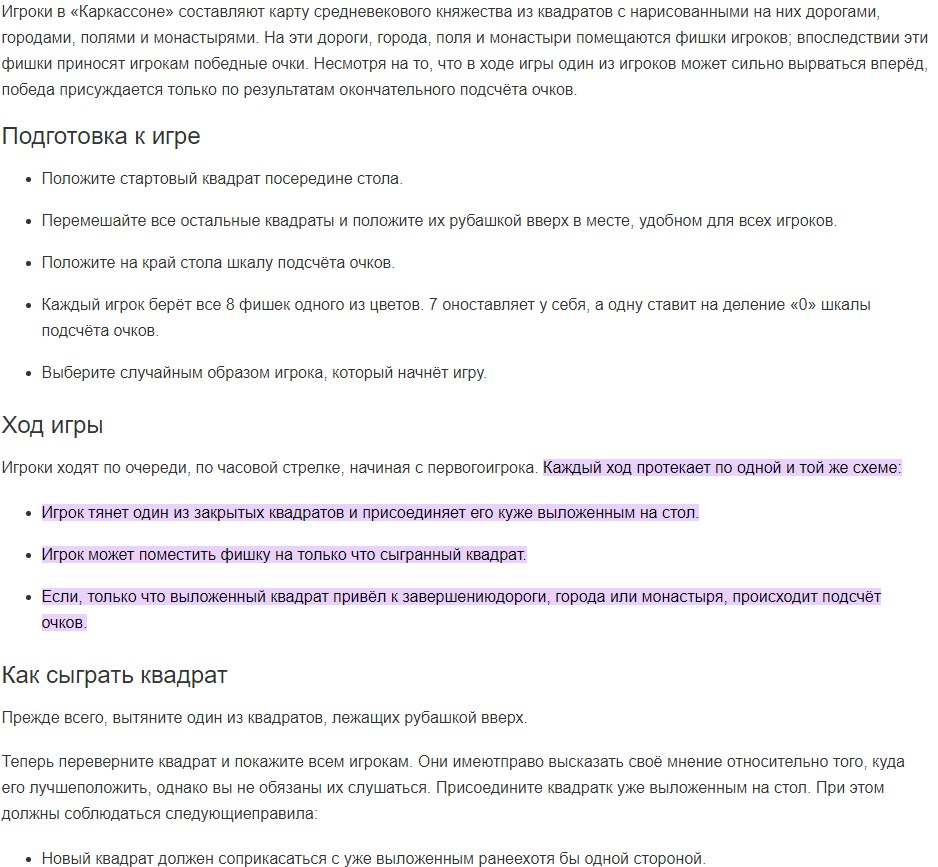 Игроки в «Каркассоне» составляют карту средневекового княжества из квадратов с нарисованными на них дорогами,
городами, полями и монастырями. На эти дороги, города, поля и монастыри помещаются фишки игроков; впоследствии эти
фишки приносят игрокам победные очки. Несмотря на то, что в ходе игры один из игроков может сильно вырваться вперёд,
победа присуждается только по результатам окончательного подсчёта очков.
Подготовка к игре
• Положите стартовый квадрат посередине стола.
• Перемешайте все остальные квадраты и положите их рубашкой вверх в месте, удобном для всех игроков.
• Положите на край стола шкалу подсчёта очков.
• Каждый игрок берёт все 8 фишек одного из цветов. 7 оноставляет у себя, а одну ставит на деление «0» шкалы
подсчёта очков.
• Выберите случайным образом игрока, который начнёт игру.
Ход игры
Игроки ходят по очереди, по часовой стрелке, начиная с первогоигрока. Каждый ход протекает по одной и той же схеме:
• Игрок тянет один из закрытых квадратов и присоединяет его куже выложенным на стол.
• Игрок может поместить фишку на только что сыгранный квадрат.
• Если, только что выложенный квадрат привёл к завершениюдороги, города или монастыря, происходит подсчёт
очков.
Как сыграть квадрат
Прежде всего, вытяните один из квадратов, лежащих рубашкой вверх.
Теперь переверните квадрат и покажите всем игрокам. Они имеютправо высказать своё мнение относительно того, куда
его лучшеположить, однако вы не обязаны их слушаться. Присоедините квадратк уже выложенным на стол. При этом
должны соблюдаться следующиеправила:
• Новый квадрат должен соприкасаться с уже выложенным ранеехотя бы одной стороной.